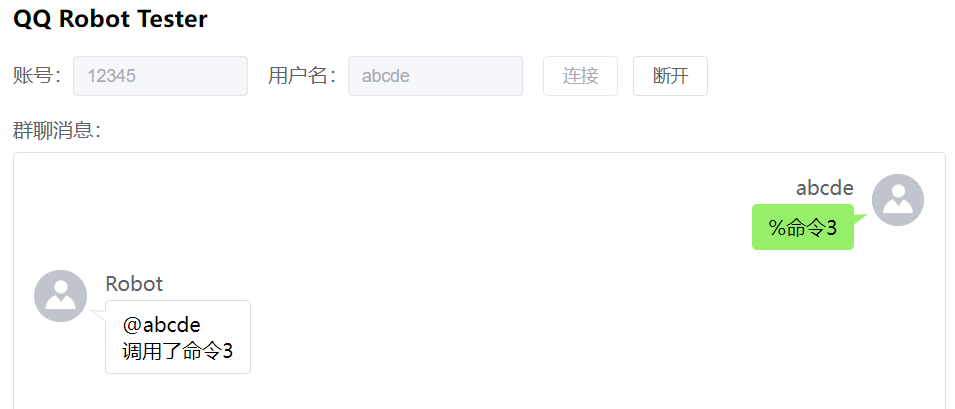 QQ Robot Tester
账号： 12345 用户名： abcde 连接 断开
群聊消息：
abcde
%命令3
Robot
@abcde
调用了命令3